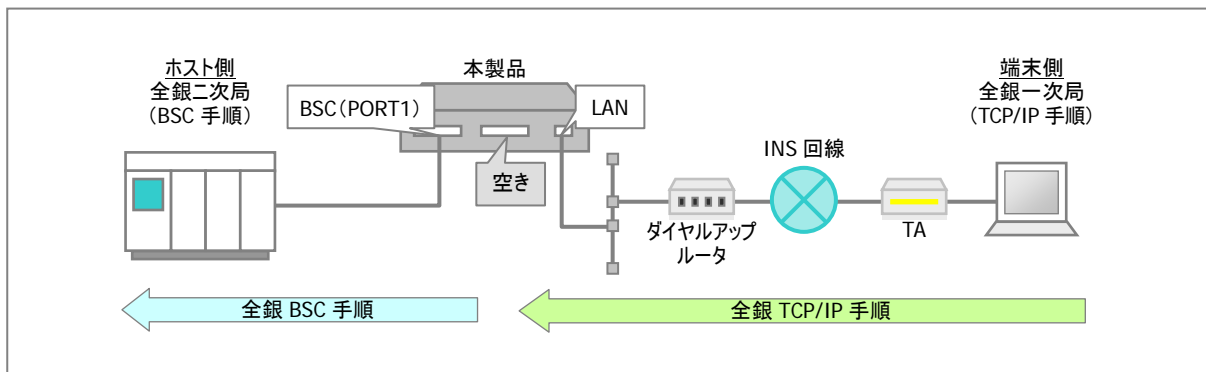 ホスト側
全銀二次局
（BSC 手順）
本製品
端末側
全銀一次局
（TCP/IP 手順）
BSC（PORT1）
LAN
空き
INS 回線
ダイヤルアップ
ルータ
TA
全銀 BSC 手順
全銀 TCP/IP 手順